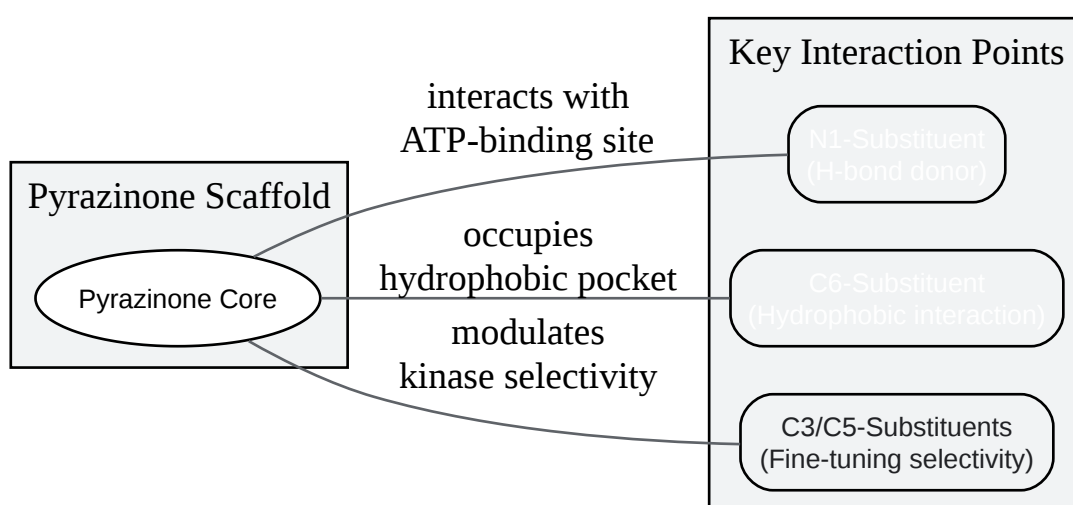 Key Interaction Points
interacts with
ATP-binding site
N1-Substituent
(H-bond donor)
Pyrazinone Scaffold
Pyrazinone Core
occupies
hydrophobic pocket
C6-Substituent
(Hydrophobic interaction)
modulates
kinase selectivity
C3/C5-Substituents
(Fine-tuning selectivity)